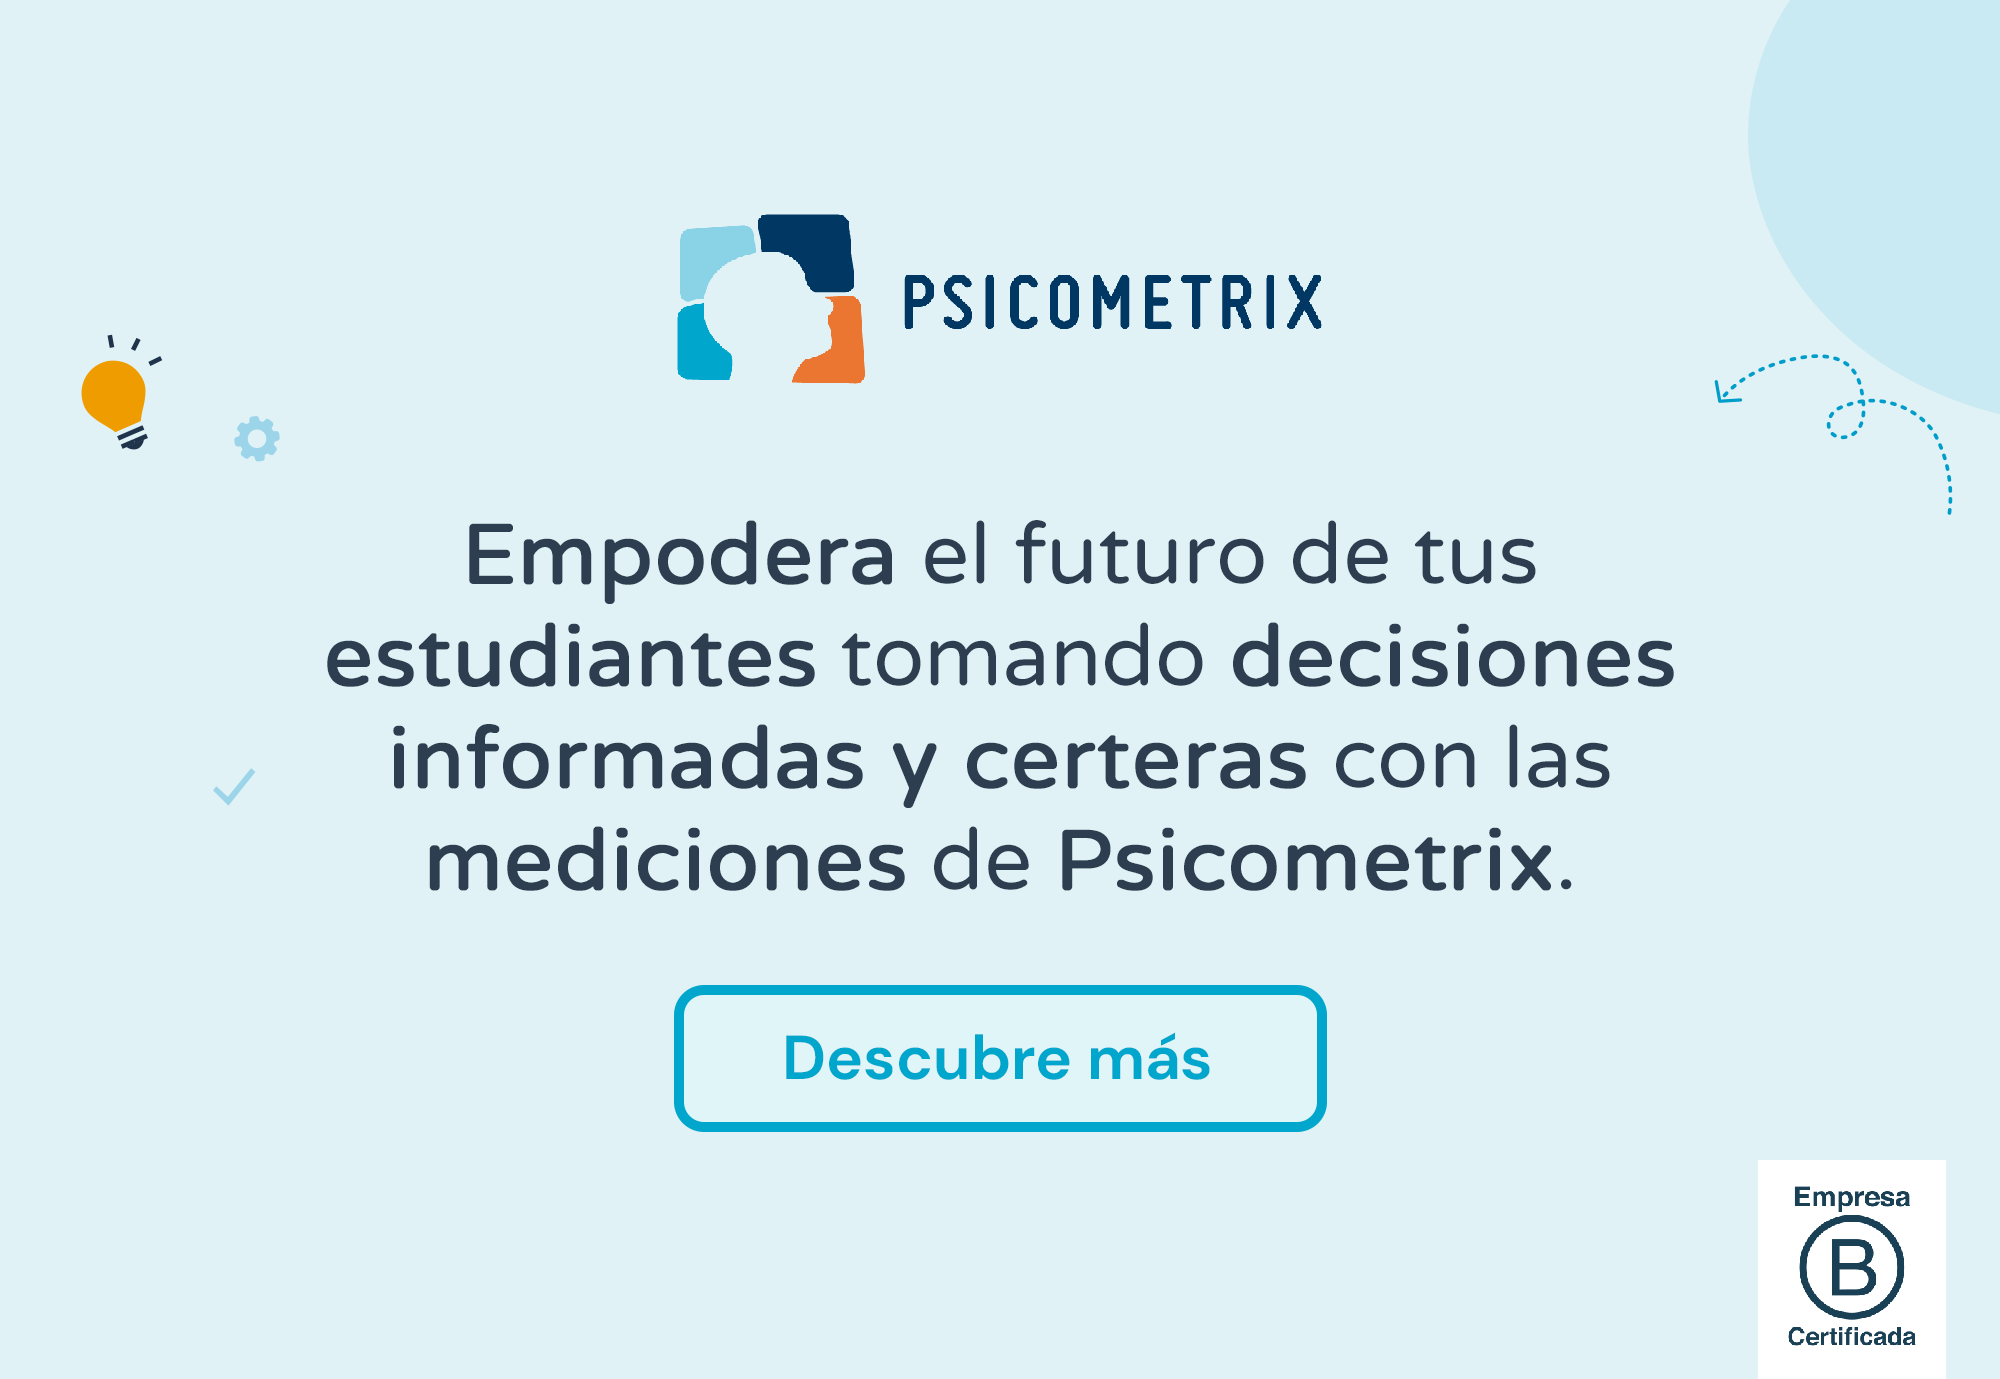 PSICOMETRIX
Empodera el futuro de tus
estudiantes tomando decisiones
informadas y certeras con las
mediciones de Psicometrix.
Descubre más
Empresa
B
Certificada